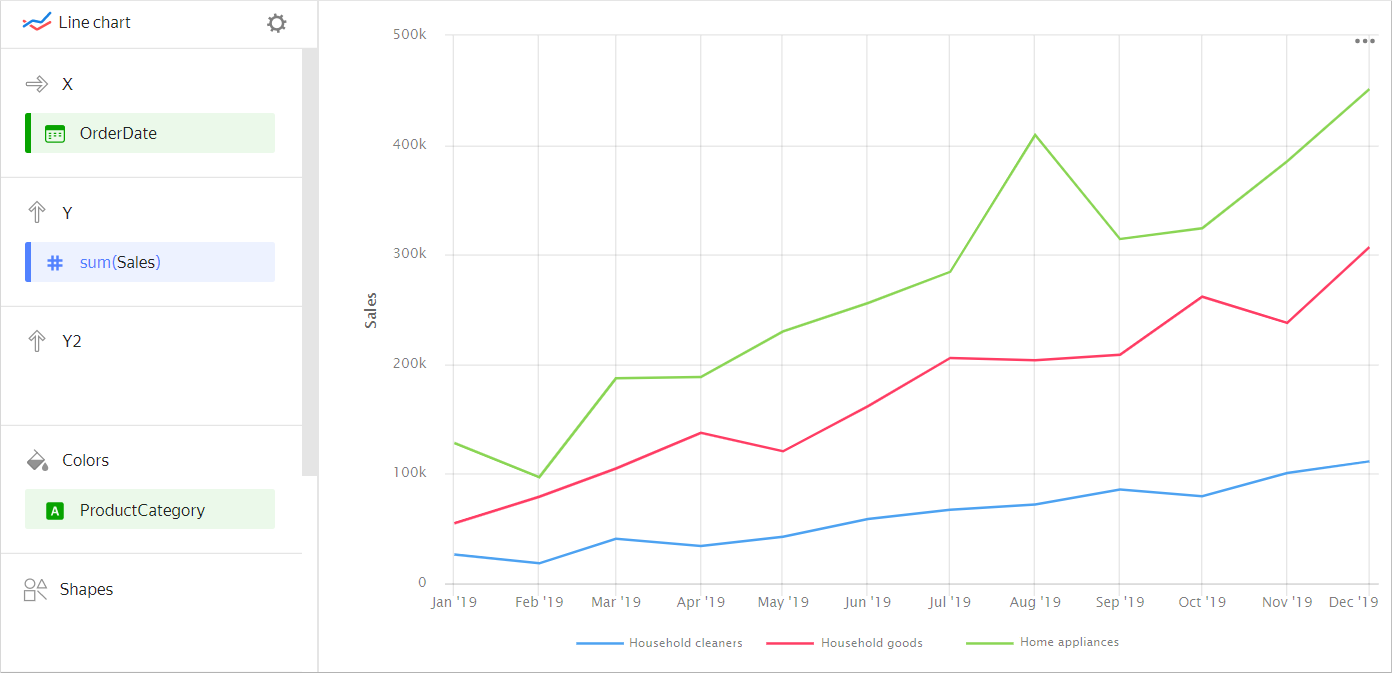 Line chart
X
OrderDate
Y
sum(Sales)
Y2
Colors
A ProductCategory
Shapes
500k
400k
300k
200k
100k
0
Sales
Jan '19 Feb '19 Mar '19 Apr '19 May '19 Jun '19 Jul '19 Aug '19 Sep '19 Oct '19 Nov '19 Dec '19
Household cleaners Household goods Home appliances